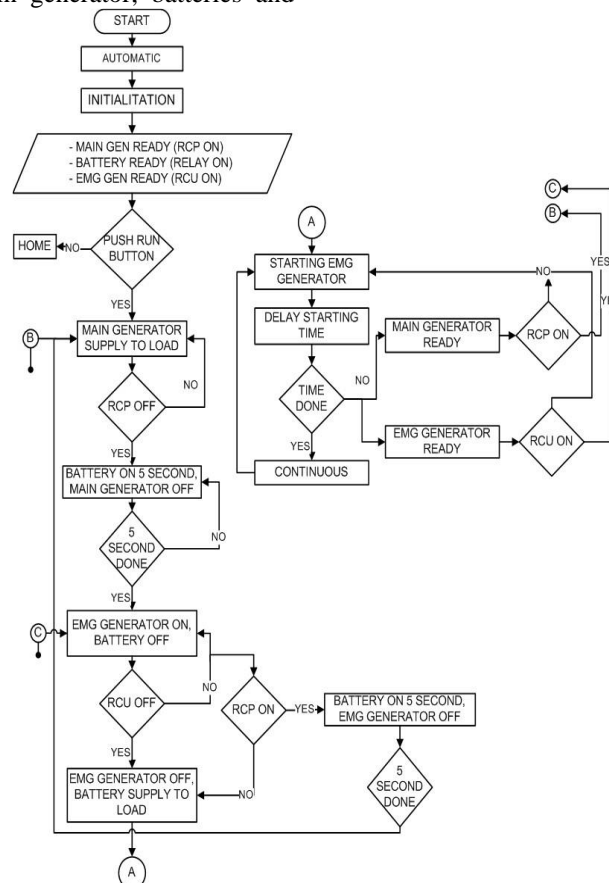 in generator, batteries and
START
AUTOMATIC
INITIALITATION
- MAIN GEN READY (RCP ON)
- BATTERY READY (RELAY ON)
- EMG GEN READY (RCU ON)
HOME
NO
PUSH RUN
BUTTON
YES
B
MAIN GENERATOR
SUPPLY TO LOAD
NO
RCP OFF
YES
BATTERY ON 5 SECOND,
MAIN GENERATOR OFF
NO
5
SECOND
DONE
YES
C
EMG GENERATOR ON,
BATTERY OFF
NO
RCU OFF
YES
RCP ON
YES
BATTERY ON 5 SECOND,
EMG GENERATOR OFF
5
SECOND
DONE
NO
EMG GENERATOR OFF,
BATTERY SUPPLY TO
LOAD
A
A
STARTING EMG
GENERATOR
DELAY STARTING
TIME
TIME
DONE
NO
YES
CONTINUOUS
MAIN GENERATOR
READY
RCP ON
NO
YES
EMG GENERATOR
READY
RCU ON
C
B